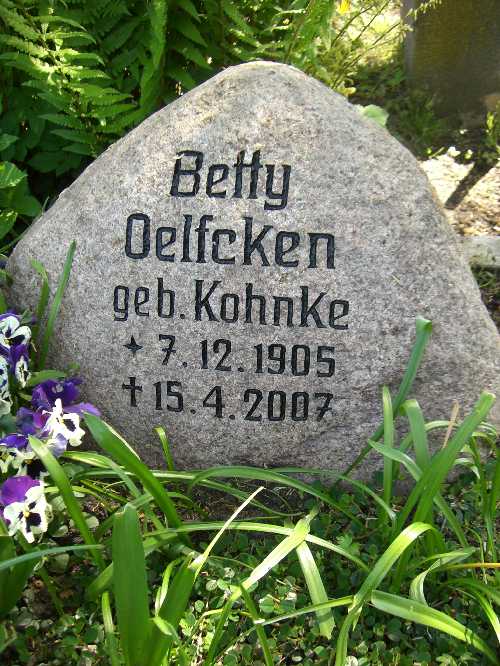 Betty
Oelfcken
geb. Kohnke
✦ 7. 12. 1905
✝ 15. 4. 2007